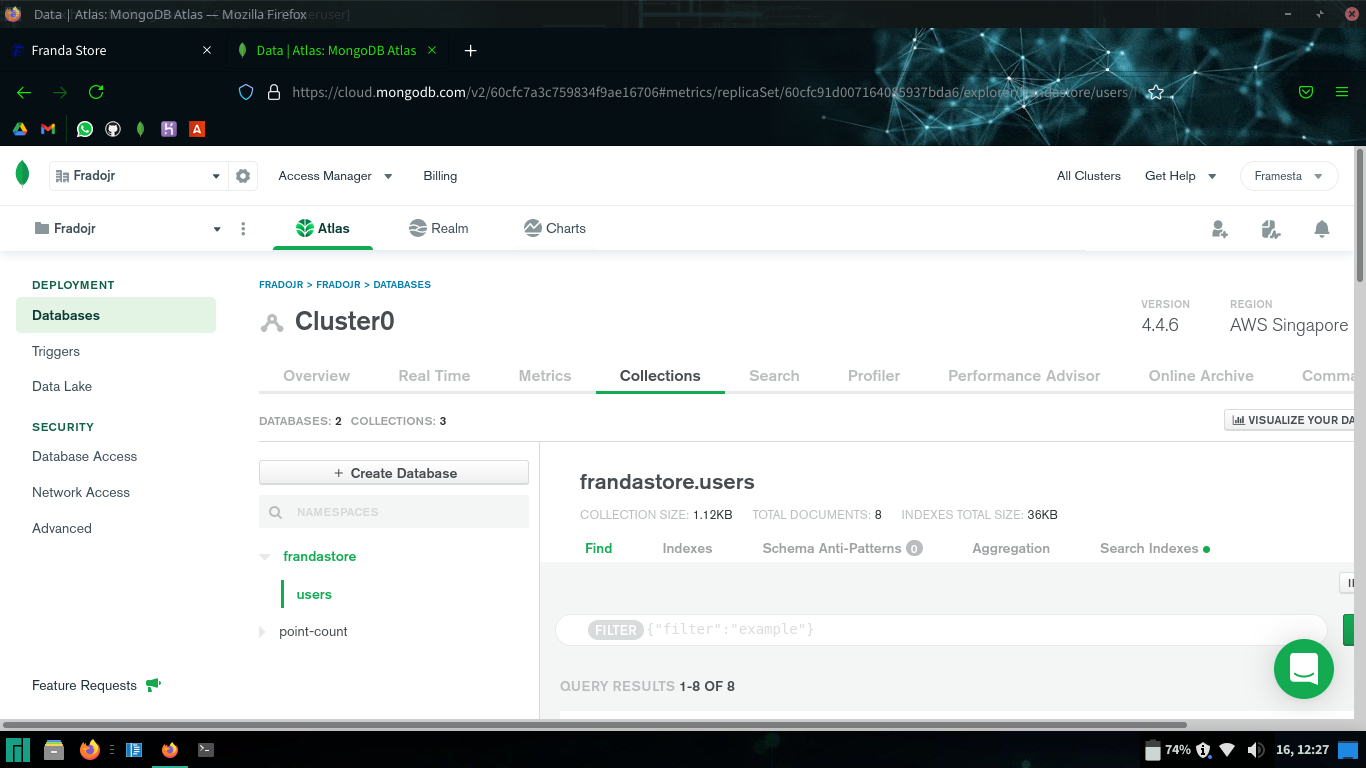 Data | Atlas: MongoDB Atlas — Mozilla Firefox
Franda Store
Data | Atlas: MongoDB Atlas
https://cloud.mongodb.com/v2/60cfc7a3c759834f9ae16706#metrics/replicaSet/60cfc91d007164085937bda6/explorer/frandastore/users/
Fradojr
Access Manager
Billing
All Clusters
Get Help
Framesta
Fradojr
Atlas
Realm
Charts
DEPLOYMENT
Databases
Triggers
Data Lake
SECURITY
Database Access
Network Access
Advanced
Feature Requests
FRADOJR > FRADOJR > DATABASES
Cluster0
VERSION
4.4.6
REGION
AWS Singapore
Overview
Real Time
Metrics
Collections
Search
Profiler
Performance Advisor
Online Archive
Comma
DATABASES: 2 COLLECTIONS: 3
VISUALIZE YOUR DA
+ Create Database
NAMESPACES
frandastore
users
point-count
frandastore.users
COLLECTION SIZE: 1.12KB TOTAL DOCUMENTS: 8 INDEXES TOTAL SIZE: 36KB
Find
Indexes
Schema Anti-Patterns 0
Aggregation
Search Indexes
FILTER {"filter":"example"}
QUERY RESULTS 1-8 OF 8
74%
16, 12:27